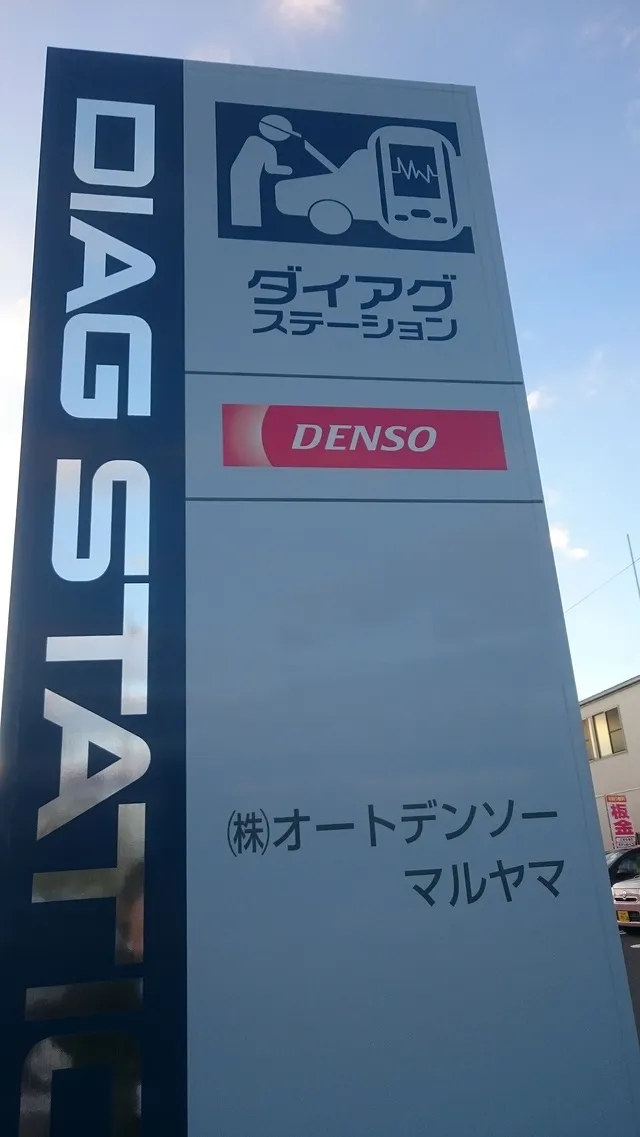 DIAG STATIO
ダイアグ
ステーション
DENSO
(株)オートデンソー
マルヤマ
板金